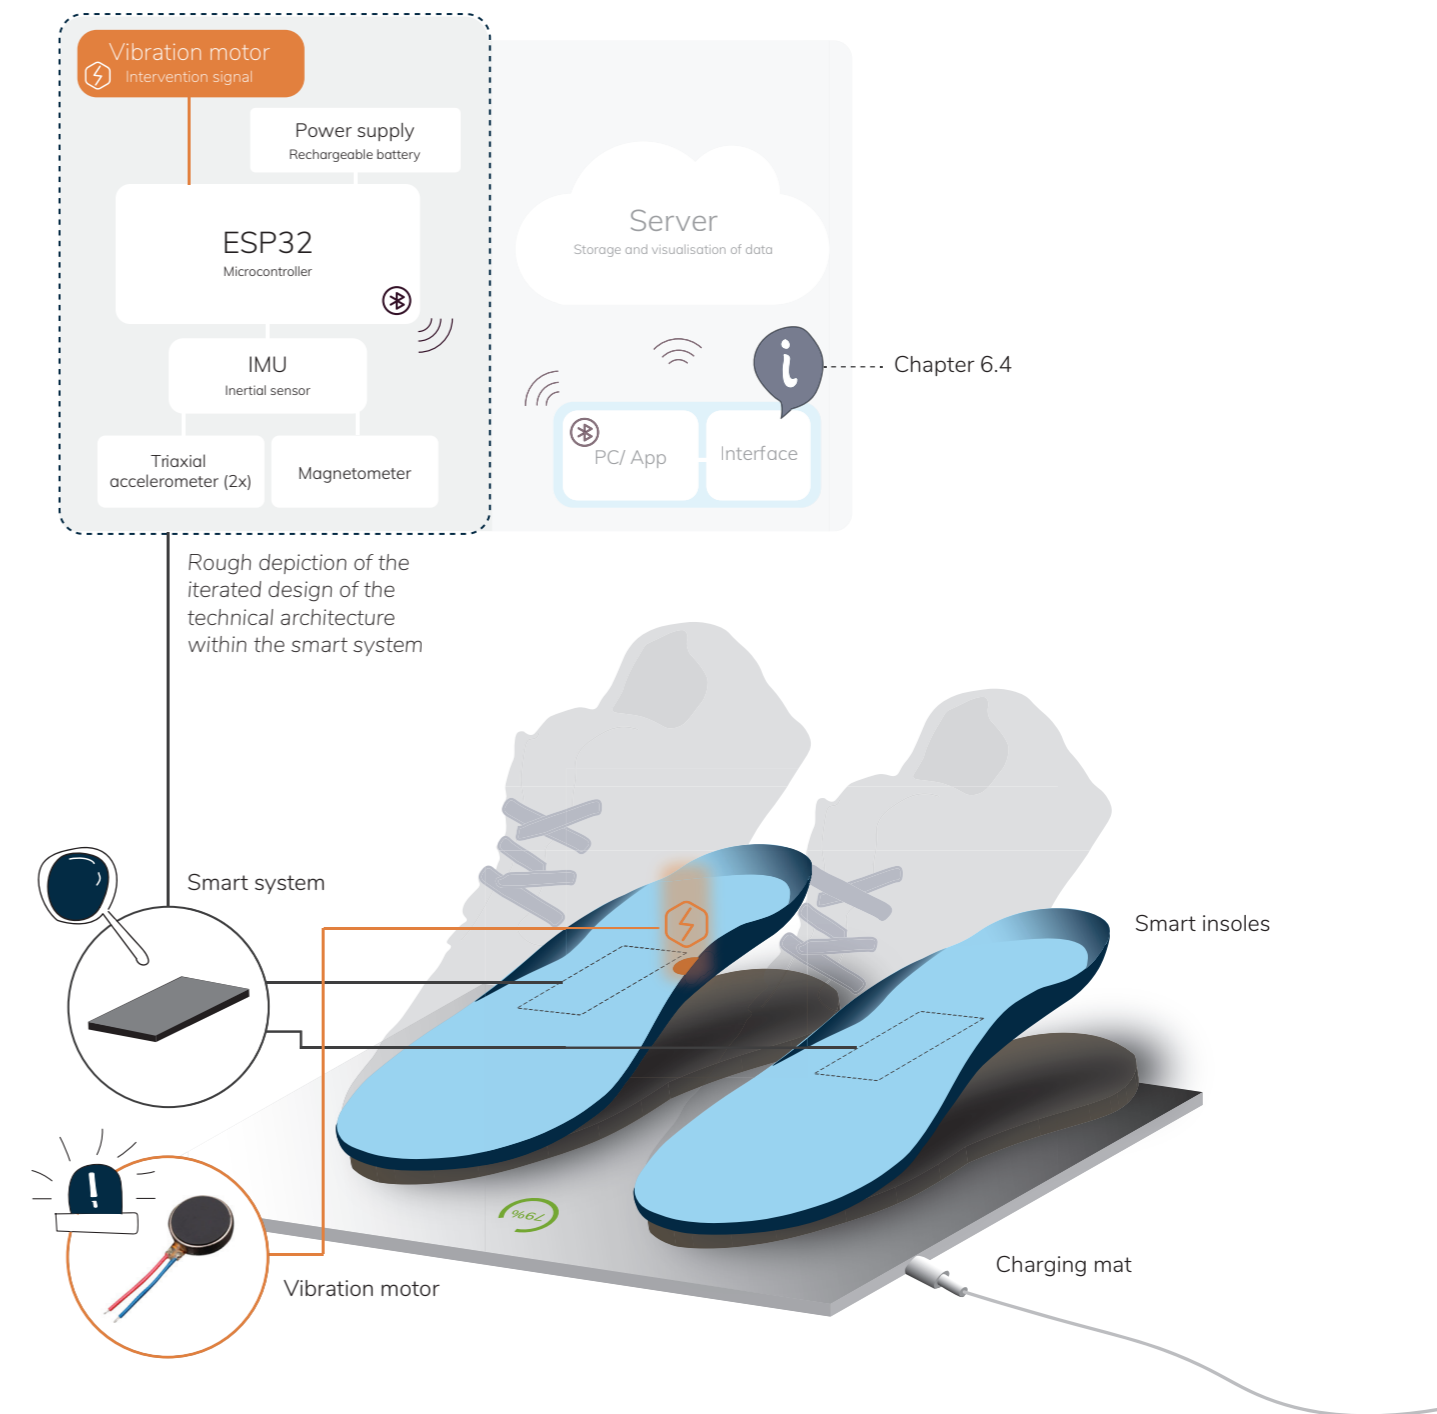 Vibration motor
Intervention signal
Power supply
Rechargeable battery
ESP32
Microcontroller
IMU
Inertial sensor
Triaxial
accelerometer (2x)
Magnetometer
Server
Storage and visualisation of data
i
Chapter 6.4
PC/ App
Interface
Rough depiction of the
iterated design of the
technical architecture
within the smart system
Smart system
Smart insoles
!
79%
Charging mat
Vibration motor